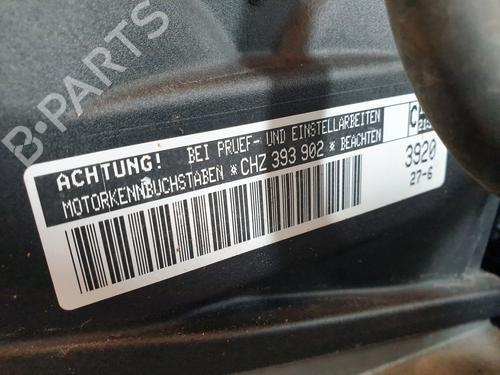 B-PARTS
ACHTUNG! BEI PRUEF- UND EINSTELLARBEITEN
MOTORKENNBUCHSTABEN *CHZ 393 902* BEACHTEN
C
3920
27-6